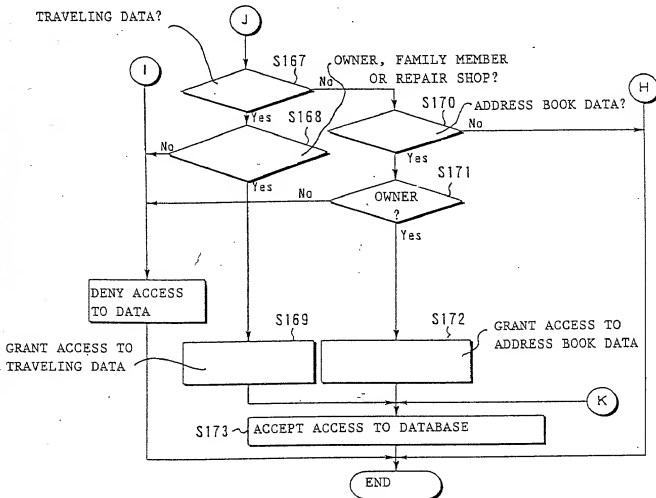 TRAVELING DATA?
J
I
S167
OWNER, FAMILY MEMBER
OR REPAIR SHOP?
H
No
Yes
S168
S170
ADDRESS BOOK DATA?
No
No
Yes
S171
Yes
No
OWNER
?
Yes
DENY ACCESS
TO DATA
S169
S172
GRANT ACCESS TO
TRAVELING DATA
GRANT ACCESS TO
ADDRESS BOOK DATA
K
S173
ACCEPT ACCESS TO DATABASE
END